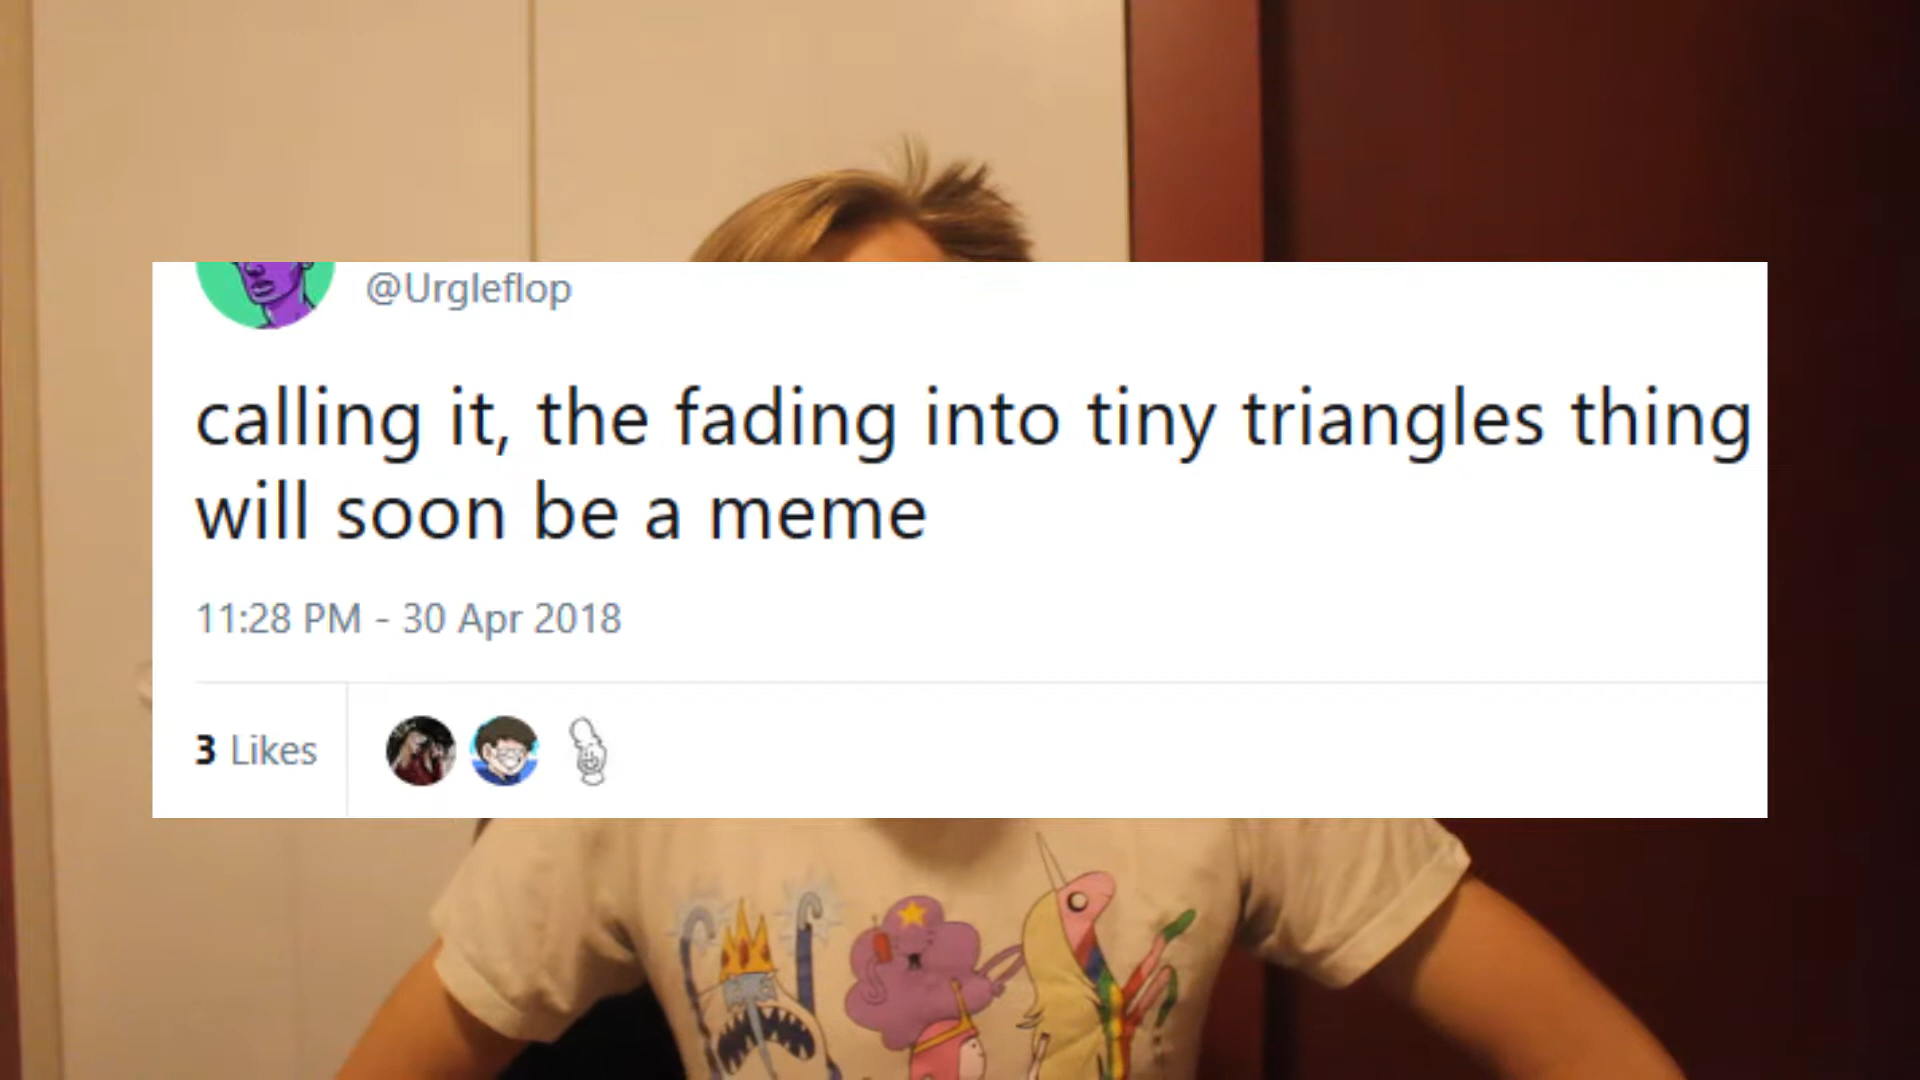 @Urgleflop
calling it, the fading into tiny triangles thing
will soon be a meme
11:28 PM - 30 Apr 2018
3 Likes